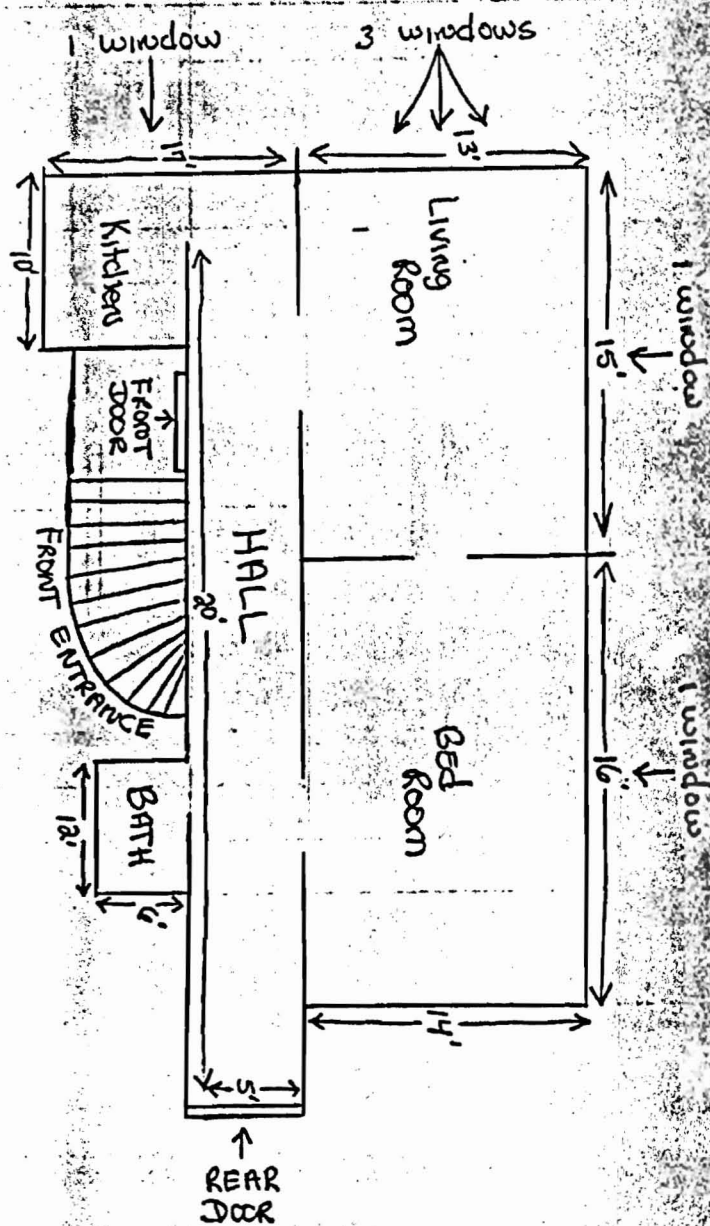 1 window
3 windows
1 window
1 window
17'
13'
15'
16'
14'
10'
Kitchen
Living
Room
FRONT
DOOR
HALL
20'
FRONT ENTRANCE
Bed
Room
BATH
12'
5'
REAR
DOOR